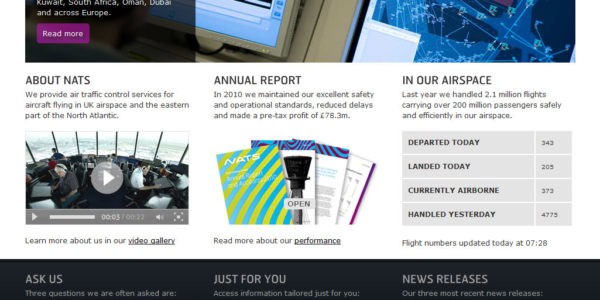 Kuwait, South Africa, Oman, Dubai
and across Europe.
Read more
ABOUT NATS
We provide air traffic control services for
aircraft flying in UK airspace and the eastern
part of the North Atlantic.
00:03 / 00:22
Learn more about us in our video gallery
ANNUAL REPORT
In 2010 we maintained our excellent safety
and operational standards, reduced delays
and made a pre-tax profit of £78.3m.
NATS
Annual Report
and Accounts
OPEN
Read more about our performance
IN OUR AIRSPACE
Last year we handled 2.1 million flights
carrying over 200 million passengers safely
and efficiently in our airspace.
DEPARTED TODAY 343
LANDED TODAY 205
CURRENTLY AIRBORNE 373
HANDLED YESTERDAY 4775
Flight numbers updated today at 07:28
ASK US
Three questions we are often asked are:
JUST FOR YOU
Access information tailored just for you:
NEWS RELEASES
Our three most recent news releases: